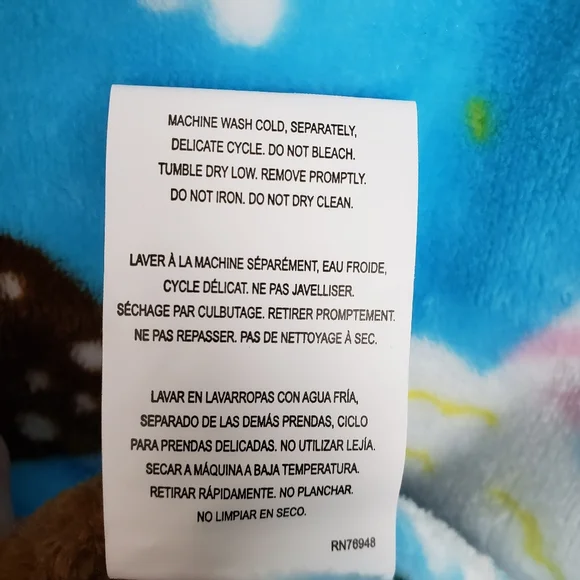 MACHINE WASH COLD, SEPARATELY,
DELICATE CYCLE. DO NOT BLEACH.
TUMBLE DRY LOW. REMOVE PROMPTLY.
DO NOT IRON. DO NOT DRY CLEAN.
LAVER À LA MACHINE SÉPARÉMENT, EAU FROIDE,
CYCLE DÉLICAT. NE PAS JAVELLISER.
SÉCHAGE PAR CULBUTAGE. RETIRER PROMPTEMENT.
NE PAS REPASSER. PAS DE NETTOYAGE À SEC.
LAVAR EN LAVARROPAS CON AGUA FRÍA,
SEPARADO DE LAS DEMÁS PRENDAS, CICLO
PARA PRENDAS DELICADAS. NO UTILIZAR LEJÍA.
SECAR A MÁQUINA A BAJA TEMPERATURA.
RETIRAR RÁPIDAMENTE. NO PLANCHAR.
NO LIMPIAR EN SECO.
RN76948